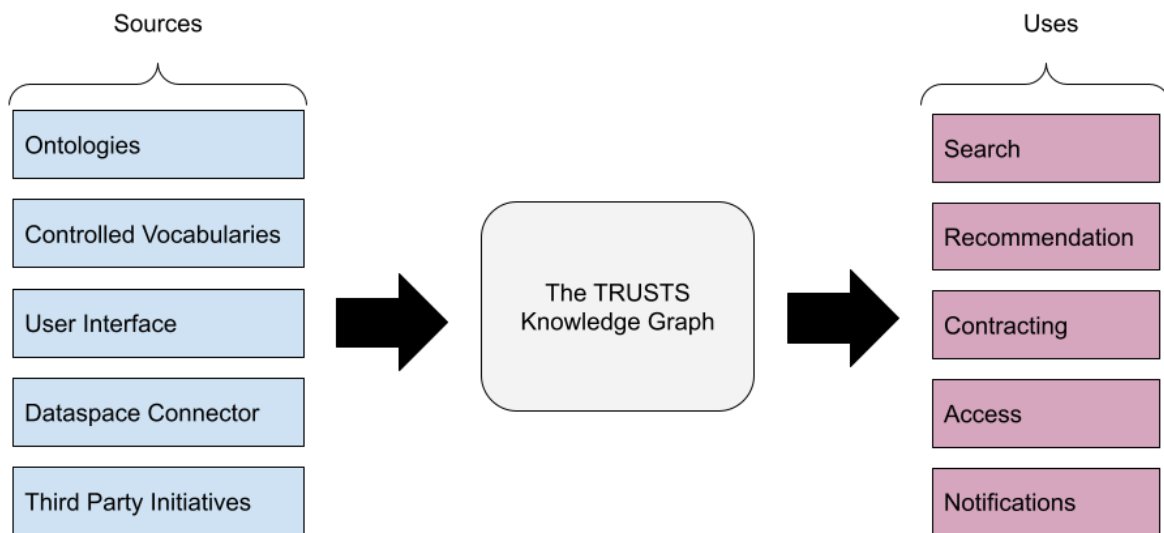 Sources
Ontologies
Controlled Vocabularies
User Interface
Dataspace Connector
Third Party Initiatives
The TRUSTS
Knowledge Graph
Uses
Search
Recommendation
Contracting
Access
Notifications